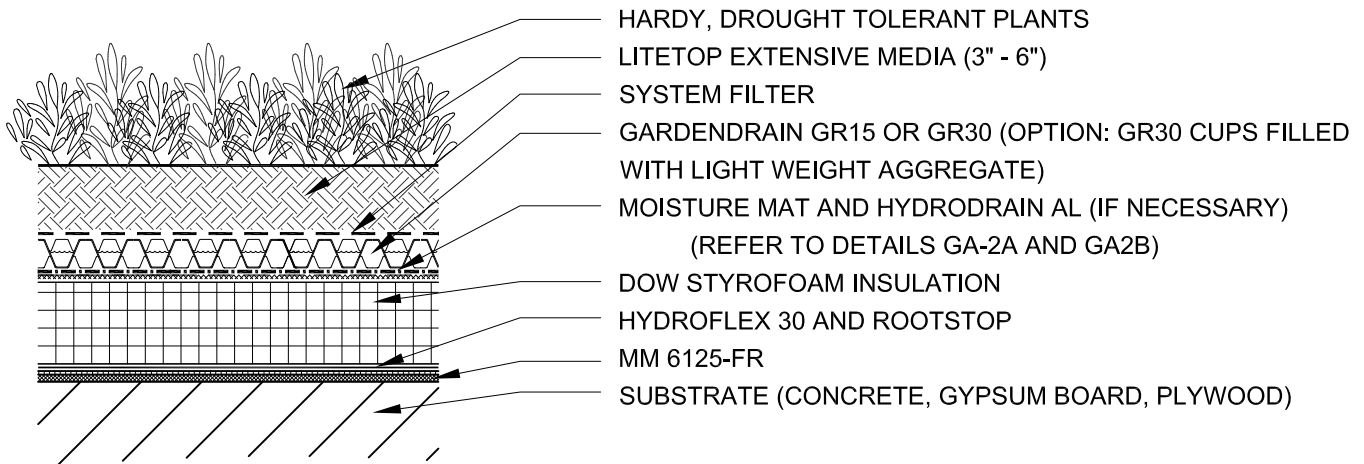 HARDY, DROUGHT TOLERANT PLANTS
LITETOP EXTENSIVE MEDIA (3" - 6")
SYSTEM FILTER
GARDENDRAIN GR15 OR GR30 (OPTION: GR30 CUPS FILLED
WITH LIGHT WEIGHT AGGREGATE)
MOISTURE MAT AND HYDRODRAIN AL (IF NECESSARY)
(REFER TO DETAILS GA-2A AND GA2B)
DOW STYROFOAM INSULATION
HYDROFLEX 30 AND ROOTSTOP
MM 6125-FR
SUBSTRATE (CONCRETE, GYPSUM BOARD, PLYWOOD)